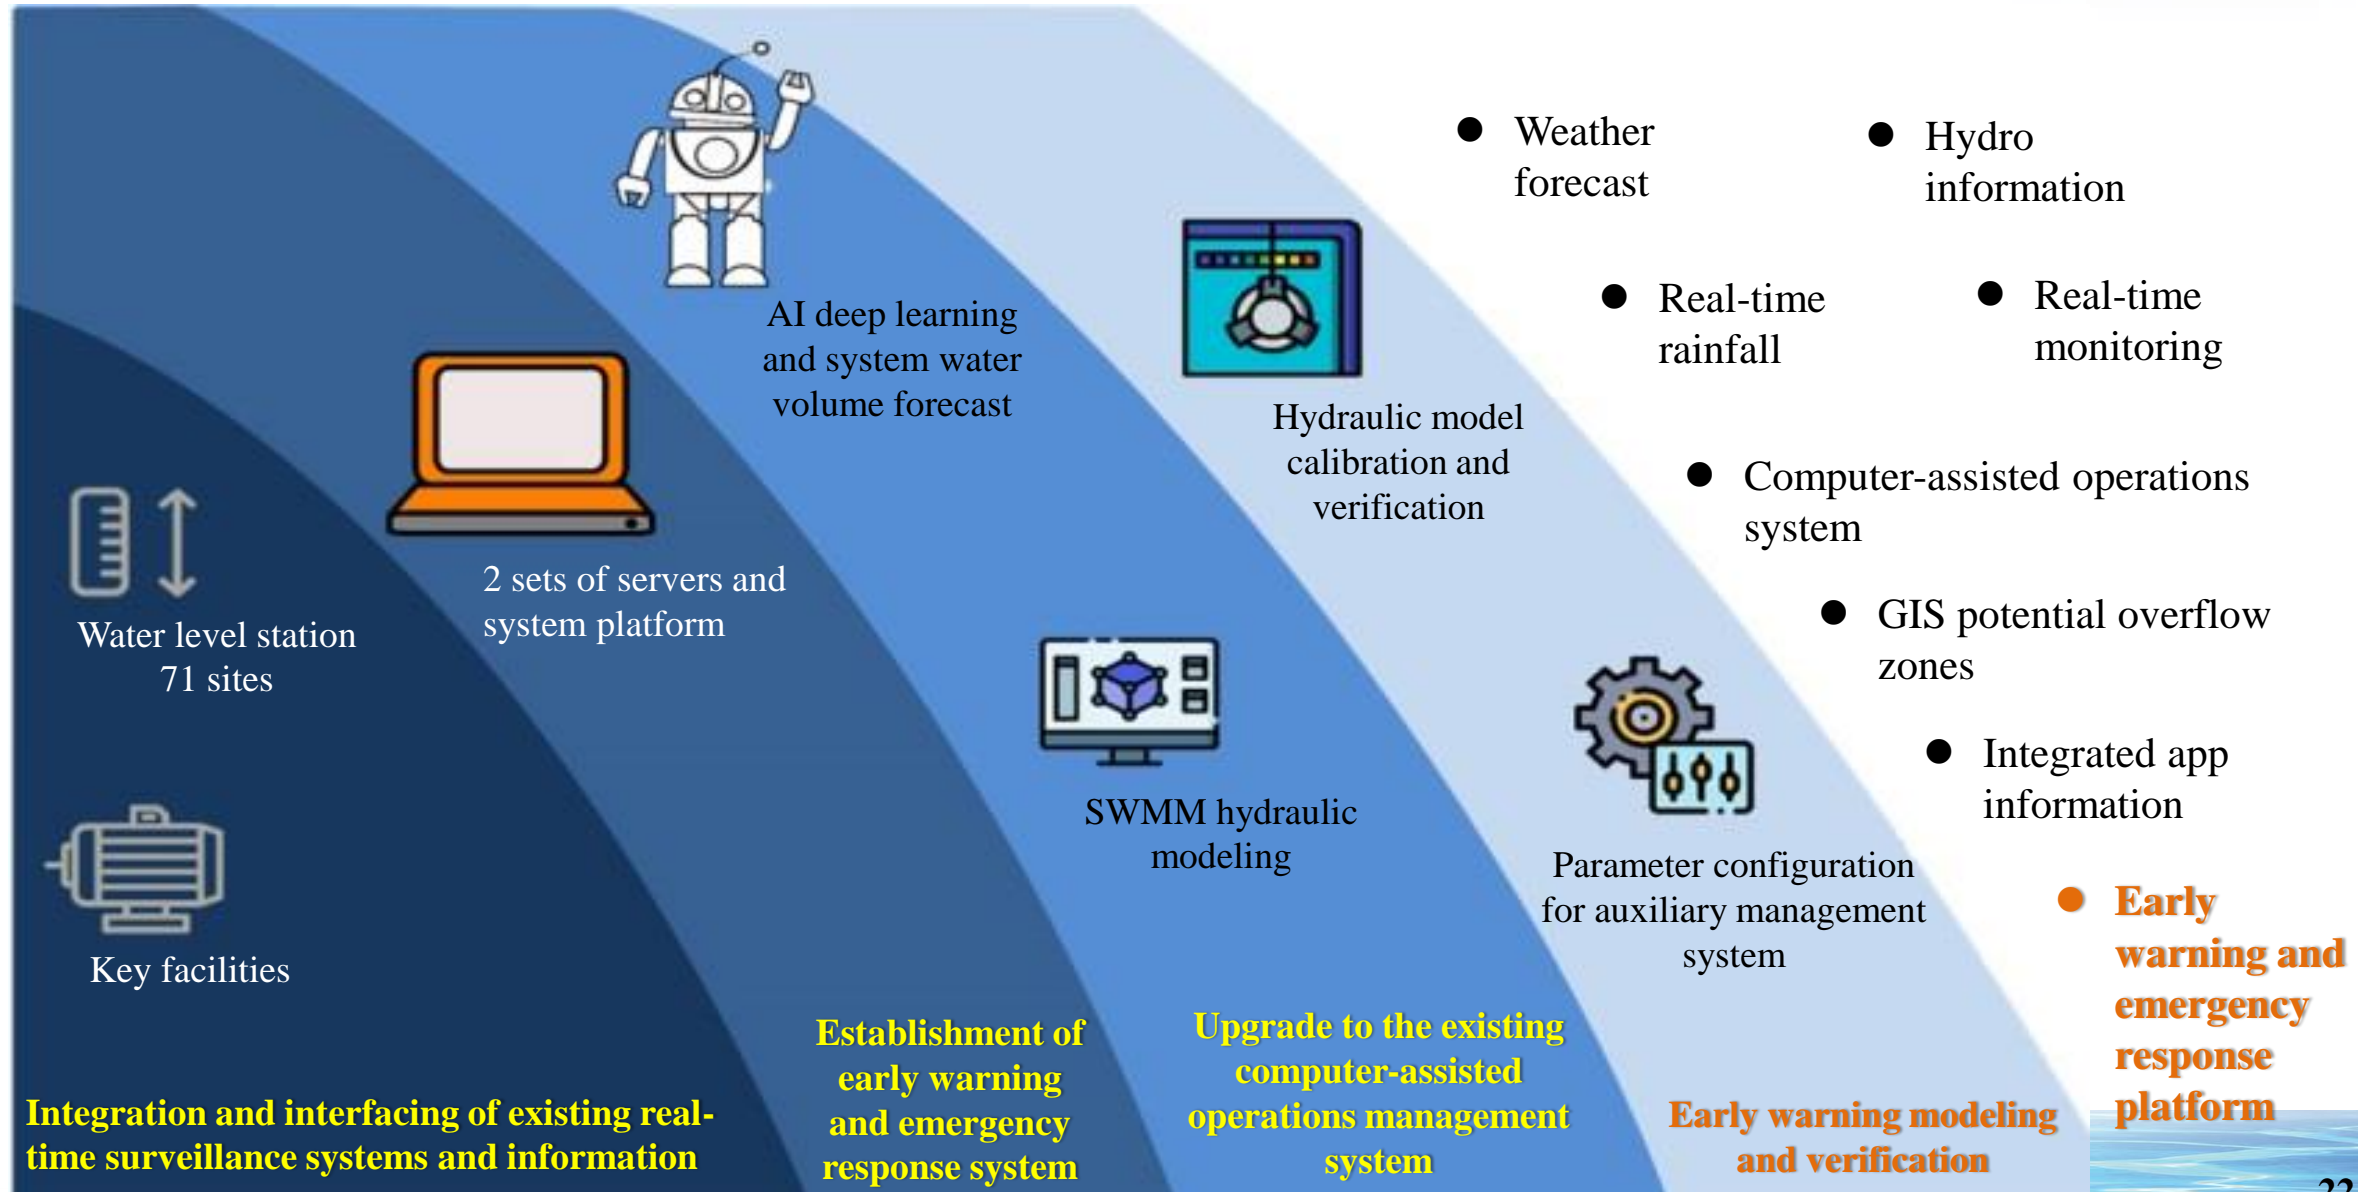 Water level station
71 sites
Key facilities
Integration and interfacing of existing real-
time surveillance systems and information
2 sets of servers and
system platform
Establishment of
early warning
and emergency
response system
AI deep learning
and system water
volume forecast
SWMM hydraulic
modeling
Upgrade to the existing
computer-assisted
operations management
system
Hydraulic model
calibration and
verification
Parameter configuration
for auxiliary management
system
Early warning modeling
and verification
● Weather
forecast
● Hydro
information
● Real-time
rainfall
● Real-time
monitoring
● Computer-assisted operations
system
● GIS potential overflow
zones
● Integrated app
information
● Early
warning and
emergency
response
platform